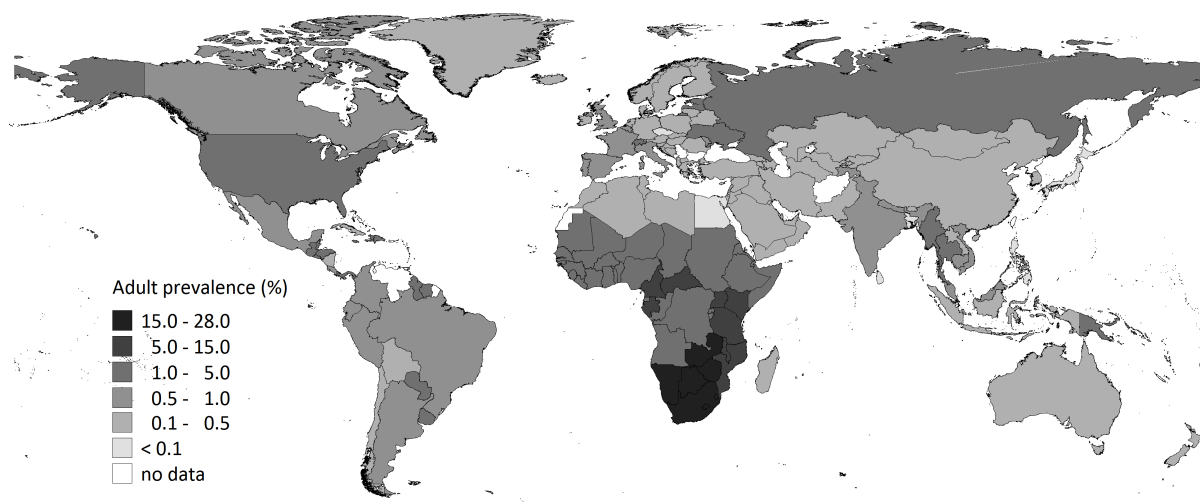 Adult prevalence (%)
15.0 - 28.0
5.0 - 15.0
1.0 - 5.0
0.5 - 1.0
0.1 - 0.5
< 0.1
no data